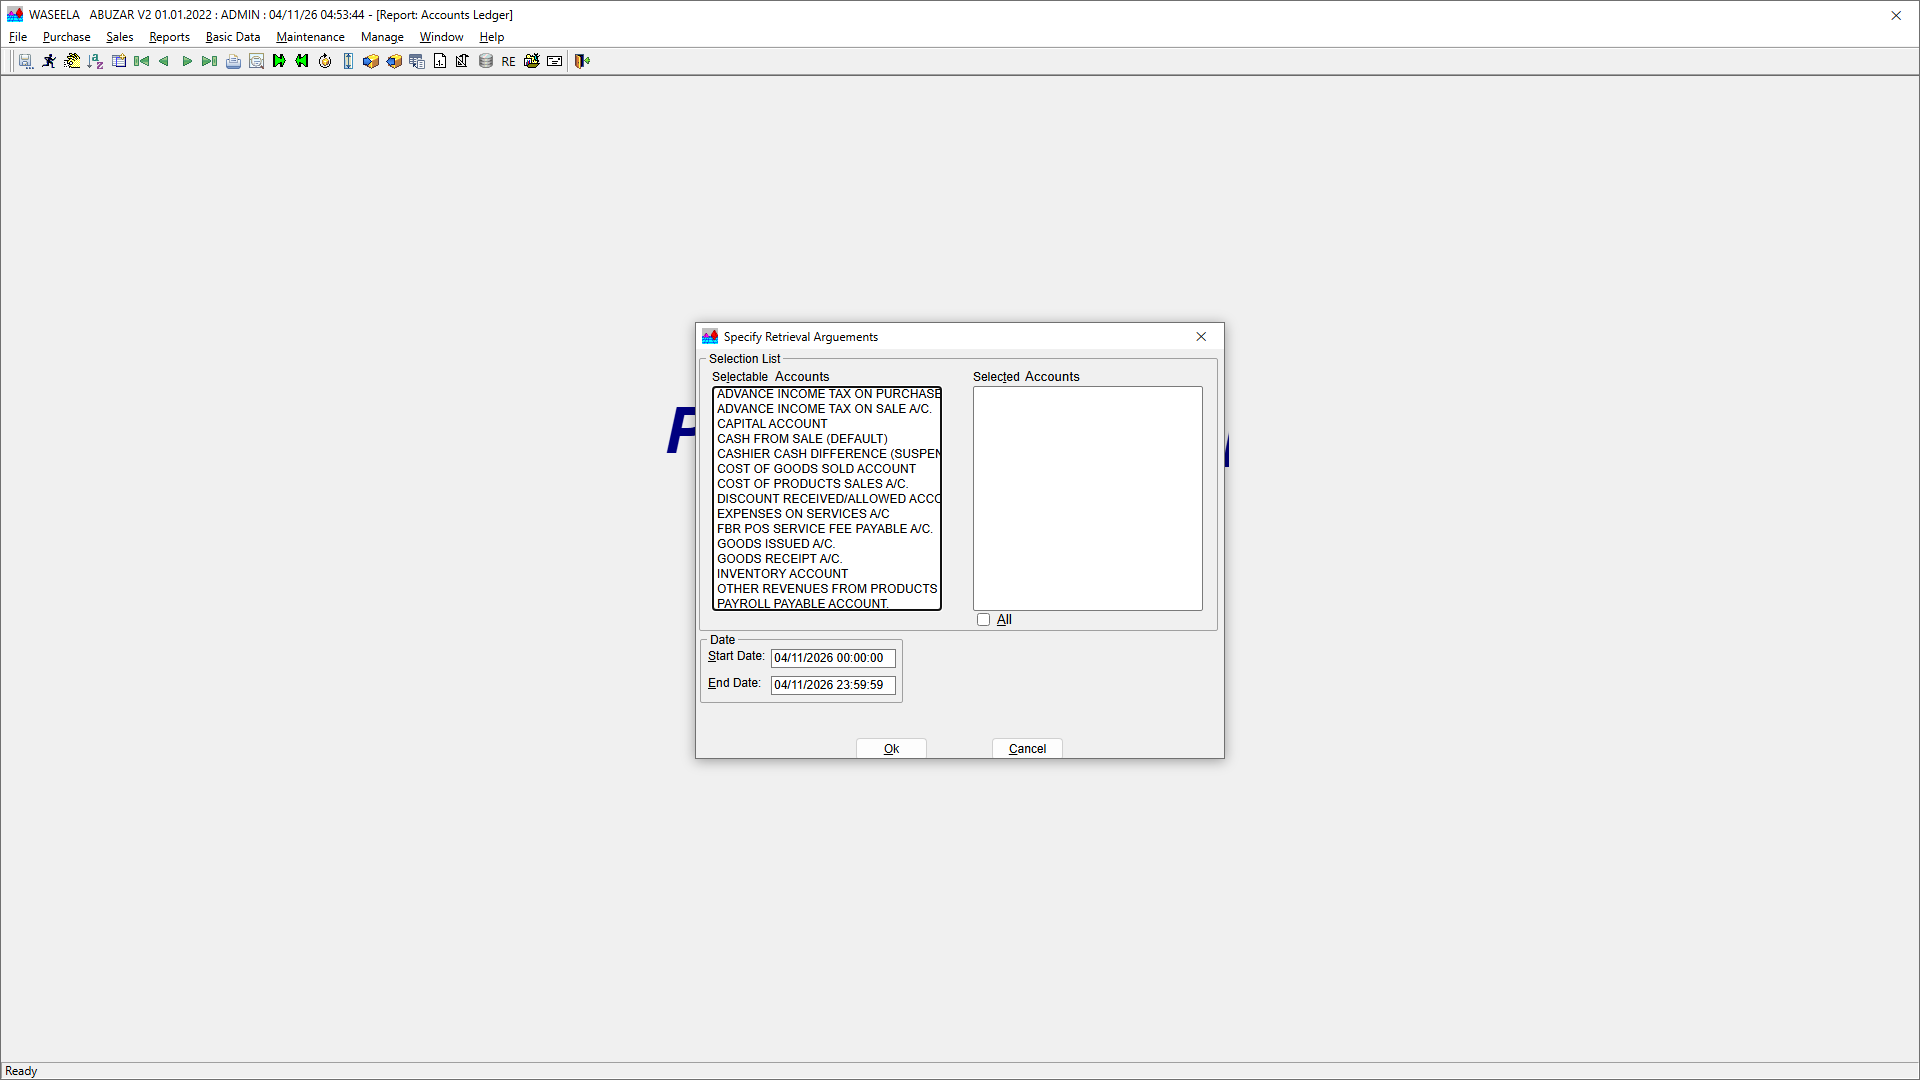 WASEELA ABUZAR V2 01.01.2022 : ADMIN : 04/11/26 04:53:44 - [Report: Accounts Ledger]
File Purchase Sales Reports Basic Data Maintenance Manage Window Help
RE
Specify Retrieval Arguements
Selection List
Selectable Accounts
ADVANCE INCOME TAX ON PURCHASE
ADVANCE INCOME TAX ON SALE A/C.
CAPITAL ACCOUNT
CASH FROM SALE (DEFAULT)
CASHIER CASH DIFFERENCE (SUSPEN
COST OF GOODS SOLD ACCOUNT
COST OF PRODUCTS SALES A/C.
DISCOUNT RECEIVED/ALLOWED ACCO
EXPENSES ON SERVICES A/C
FBR POS SERVICE FEE PAYABLE A/C.
GOODS ISSUED A/C.
GOODS RECEIPT A/C.
INVENTORY ACCOUNT
OTHER REVENUES FROM PRODUCTS
PAYROLL PAYABLE ACCOUNT.
Selected Accounts
All
Date
Start Date: 04/11/2026 00:00:00
End Date: 04/11/2026 23:59:59
Ok Cancel
Ready